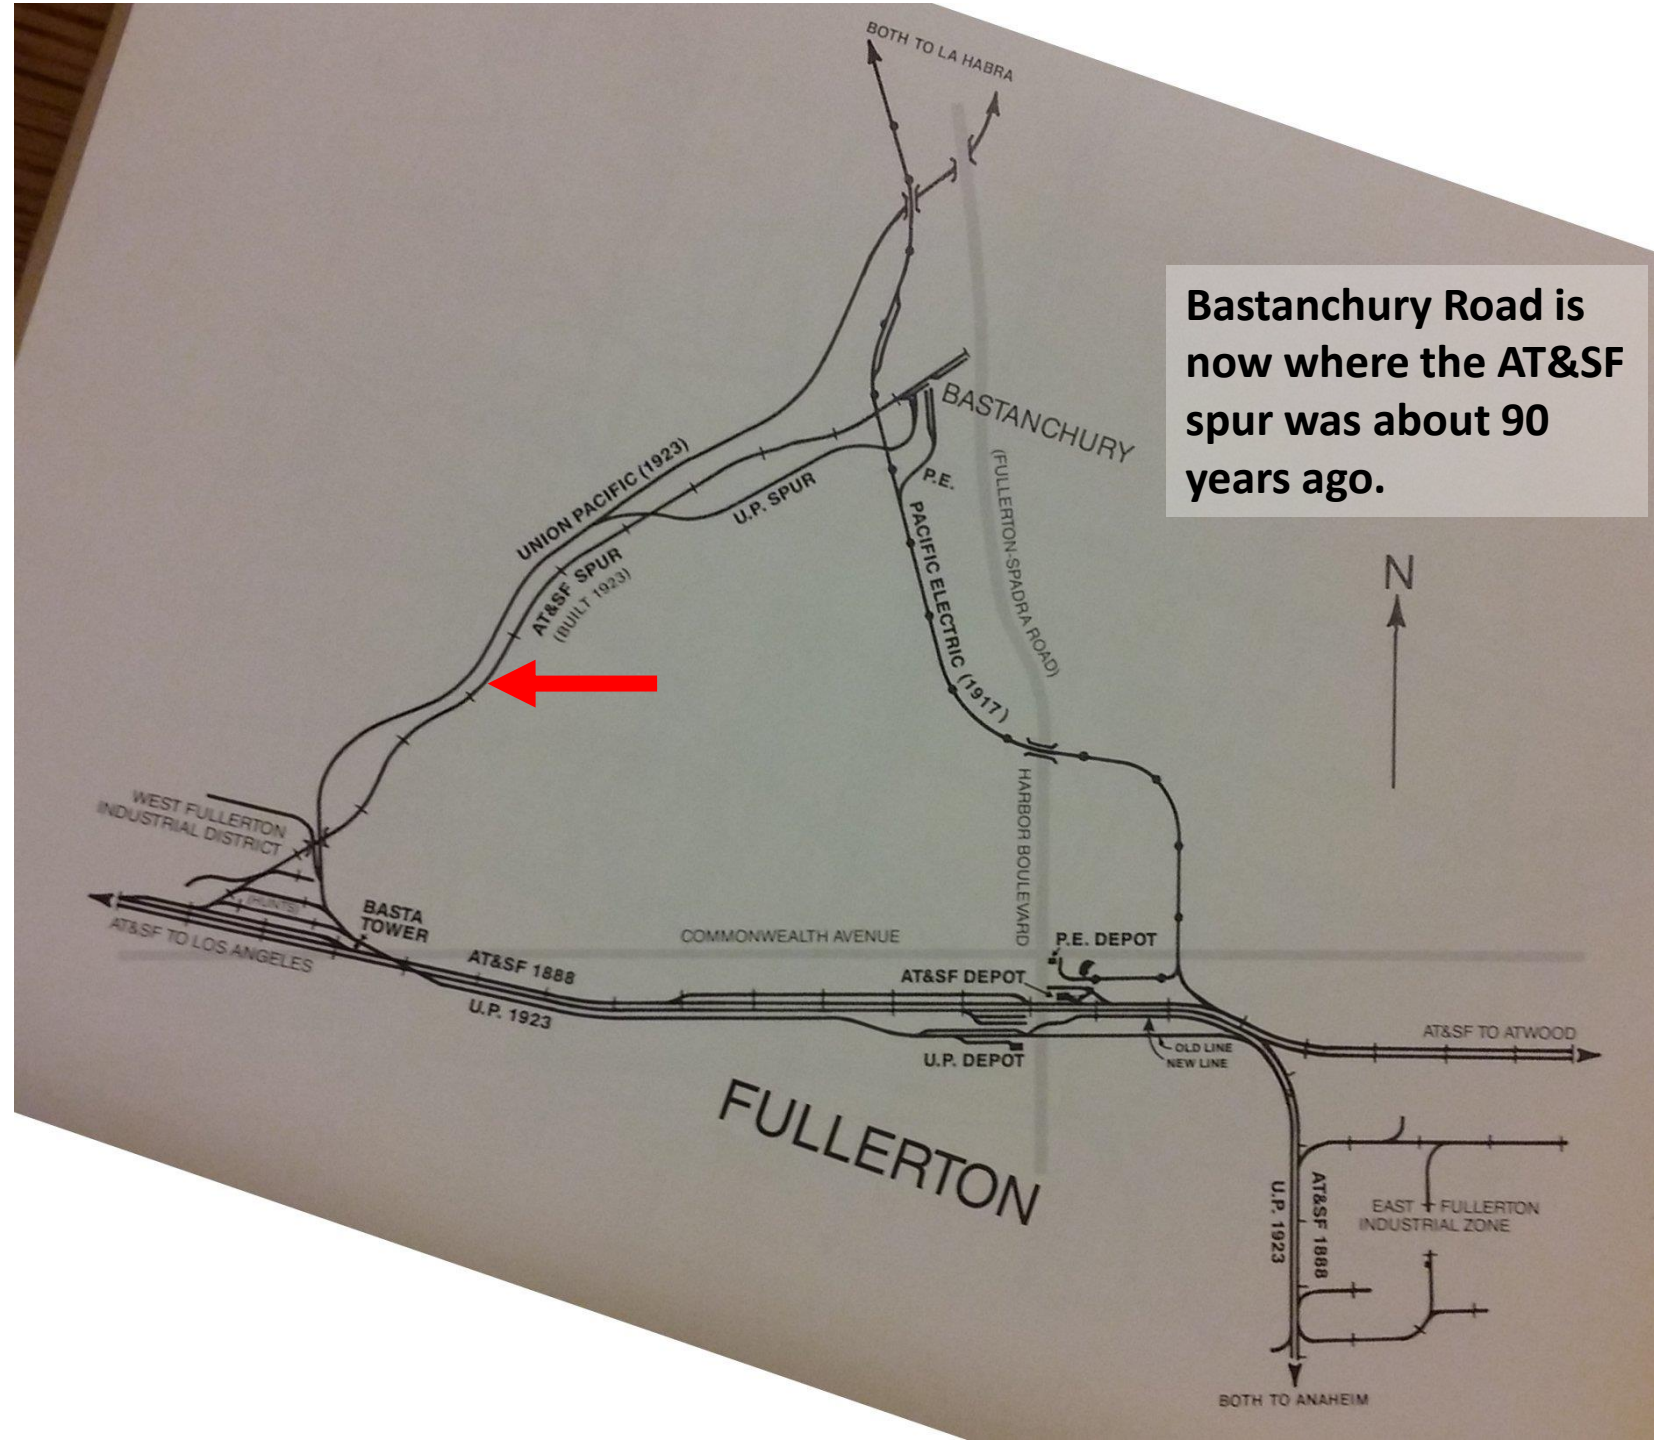 BOTH TO LA HABRA
Bastanchury Road is
now where the AT&SF
spur was about 90
years ago.
BASTANCHURY
UNION PACIFIC (1923)
U.P. SPUR
P.E.
AT&SF SPUR
(BUILT 1923)
PACIFIC ELECTRIC (1917)
(FULLERTON-SPADRA ROAD)
N
HARBOR BOULEVARD
WEST FULLERTON
INDUSTRIAL DISTRICT
(HUNTS)
BASTA
TOWER
AT&SF TO LOS ANGELES
COMMONWEALTH AVENUE
P.E. DEPOT
AT&SF 1888
U.P. 1923
AT&SF DEPOT
U.P. DEPOT
OLD LINE
NEW LINE
AT&SF TO ATWOOD
FULLERTON
U.P. 1923
AT&SF 1888
EAST FULLERTON
INDUSTRIAL ZONE
BOTH TO ANAHEIM